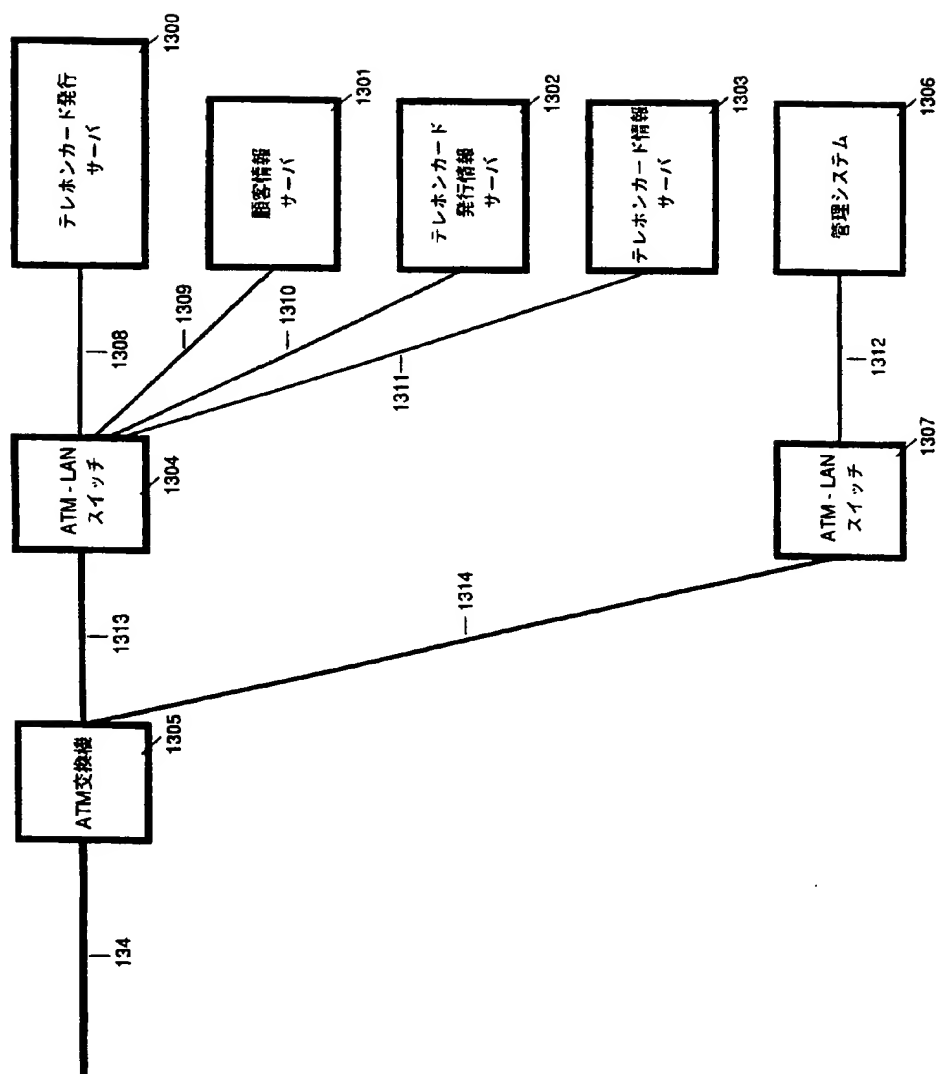 テレホンカード発行
サーバ
1300
顧客情報
サーバ
1301
テレホンカード
発行情報
サーバ
1302
テレホンカード情報
サーバ
1303
管理システム
1306
1308
1309
1310
1311
1312
ATM-LAN
スイッチ
1304
ATM-LAN
スイッチ
1307
1313
1314
ATM交換機
1305
134